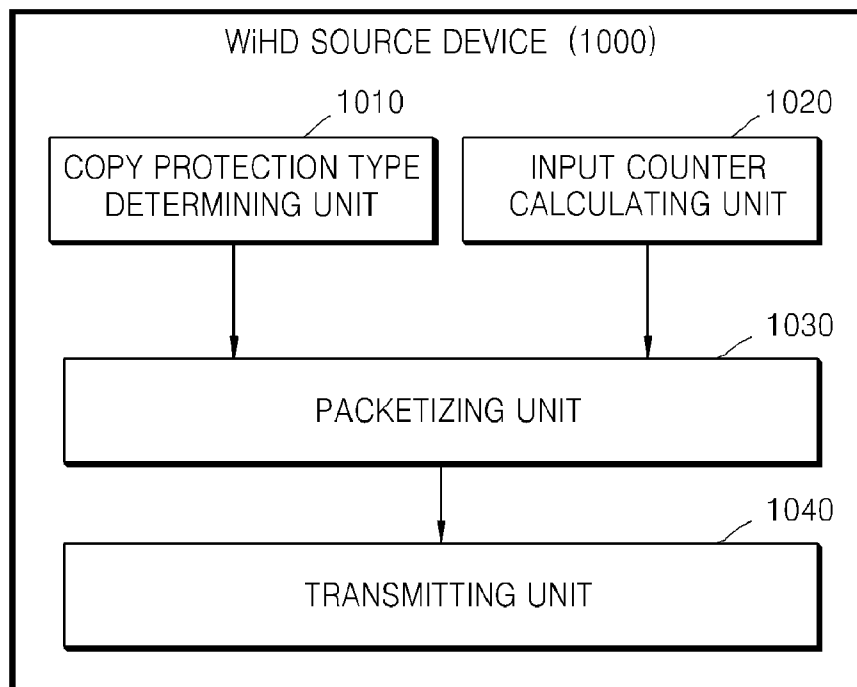 WiHD SOURCE DEVICE (1000)
1010
1020
COPY PROTECTION TYPE
DETERMINING UNIT
INPUT COUNTER
CALCULATING UNIT
1030
PACKETIZING UNIT
1040
TRANSMITTING UNIT